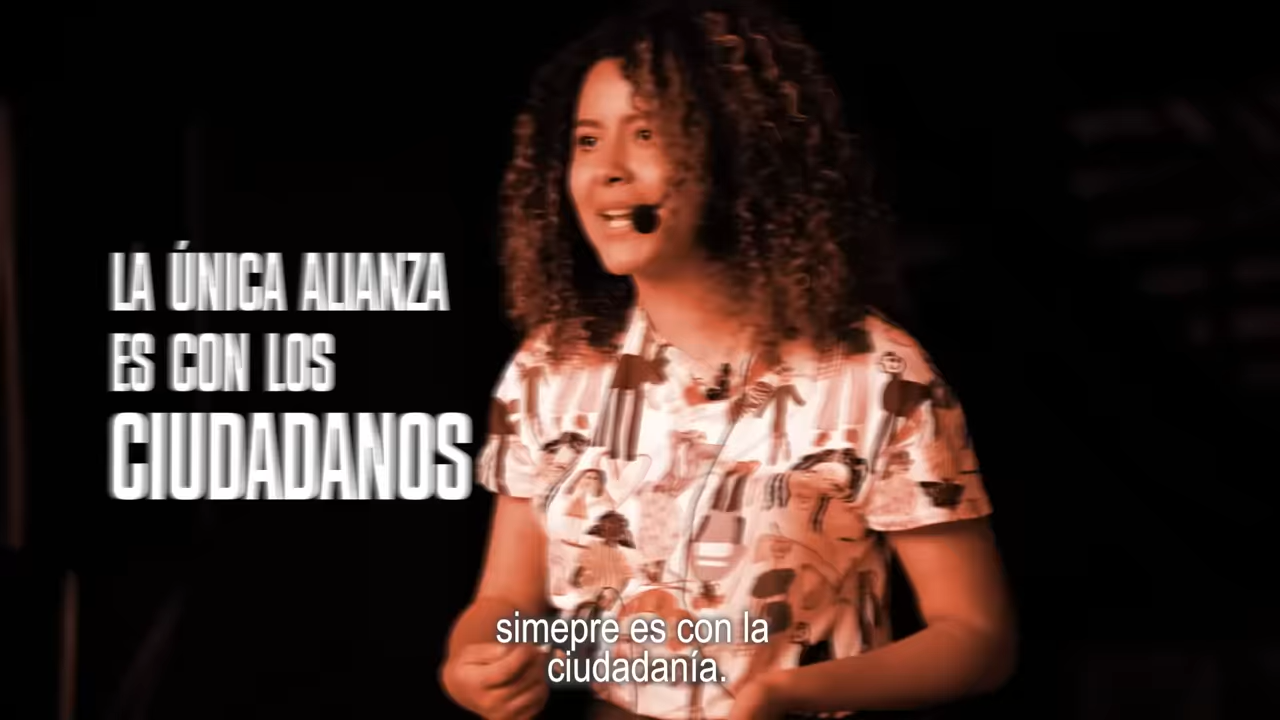 LA ÚNICA ALIANZA
ES CON LOS
CIUDADANOS
simepre es con la
ciudadanía.